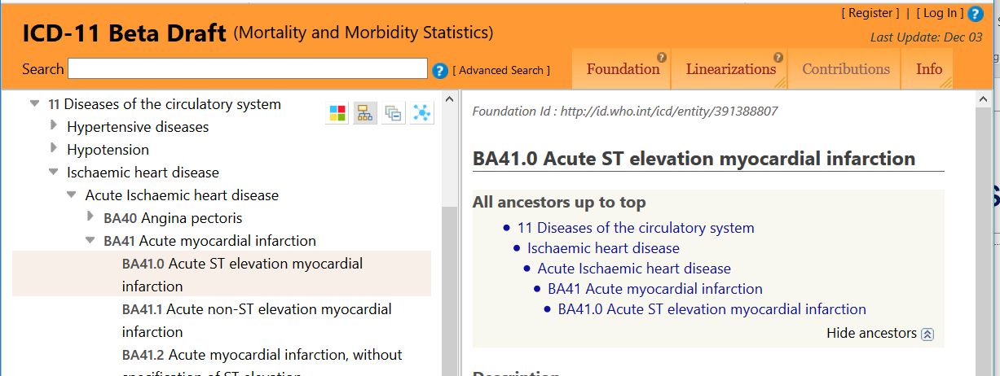 [ Register ] | [ Log In ] ?
ICD-11 Beta Draft (Mortality and Morbidity Statistics)
Last Update: Dec 03
Search ? [ Advanced Search ]
Foundation ? Linearizations ? Contributions Info
11 Diseases of the circulatory system
Hypertensive diseases
Hypotension
Ischaemic heart disease
Acute Ischaemic heart disease
BA40 Angina pectoris
BA41 Acute myocardial infarction
BA41.0 Acute ST elevation myocardial
infarction
BA41.1 Acute non-ST elevation myocardial
infarction
BA41.2 Acute myocardial infarction, without
specification of ST elevation
Foundation Id : http://id.who.int/icd/entity/391388807
BA41.0 Acute ST elevation myocardial infarction
All ancestors up to top
11 Diseases of the circulatory system
Ischaemic heart disease
Acute Ischaemic heart disease
BA41 Acute myocardial infarction
BA41.0 Acute ST elevation myocardial infarction
Hide ancestors
Description